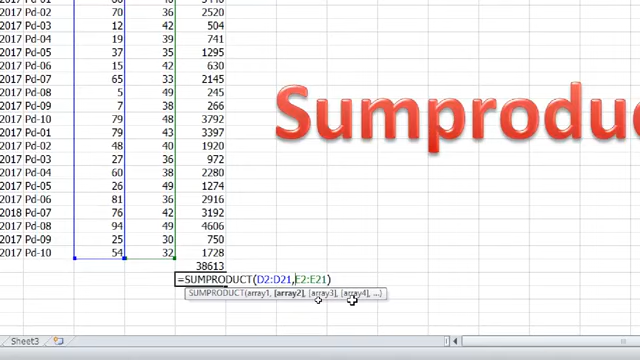 2017 Pd-02 70 36 2520
2017 Pd-03 12 42 504
2017 Pd-04 19 39 741
2017 Pd-05 37 35 1295
2017 Pd-06 15 42 630
2017 Pd-07 65 33 2145
2017 Pd-08 5 49 245
2017 Pd-09 7 38 266
2017 Pd-10 79 48 3792
2017 Pd-01 79 43 3397
2017 Pd-02 48 40 1920
2017 Pd-03 27 36 972
2017 Pd-04 60 38 2280
2017 Pd-05 26 49 1274
2017 Pd-06 81 36 2916
2018 Pd-07 76 42 3192
2017 Pd-08 94 49 4606
2017 Pd-09 25 30 750
2017 Pd-10 54 32 1728
38613
Sumproduc
=SUMPRODUCT(D2:D21,E2:E21)
SUMPRODUCT(array1, [array2], [array3], [array4], ...)
Sheet3